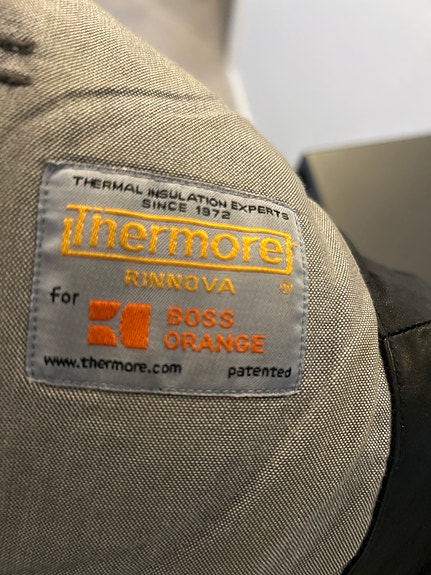 THERMAL INSULATION EXPERTS
SINCE 1972
Thermore
RINNOVA ®
for
BOSS
ORANGE
www.thermore.com patented